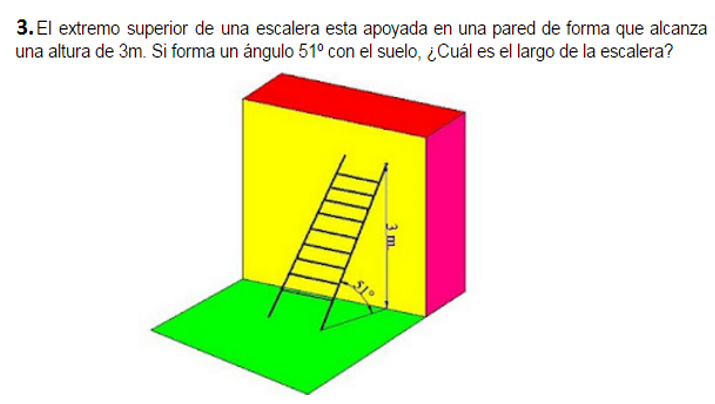 3. El extremo superior de una escalera esta apoyada en una pared de forma que alcanza
una altura de 3m. Si forma un ángulo 51º con el suelo, ¿Cuál es el largo de la escalera?
3 m.
51°